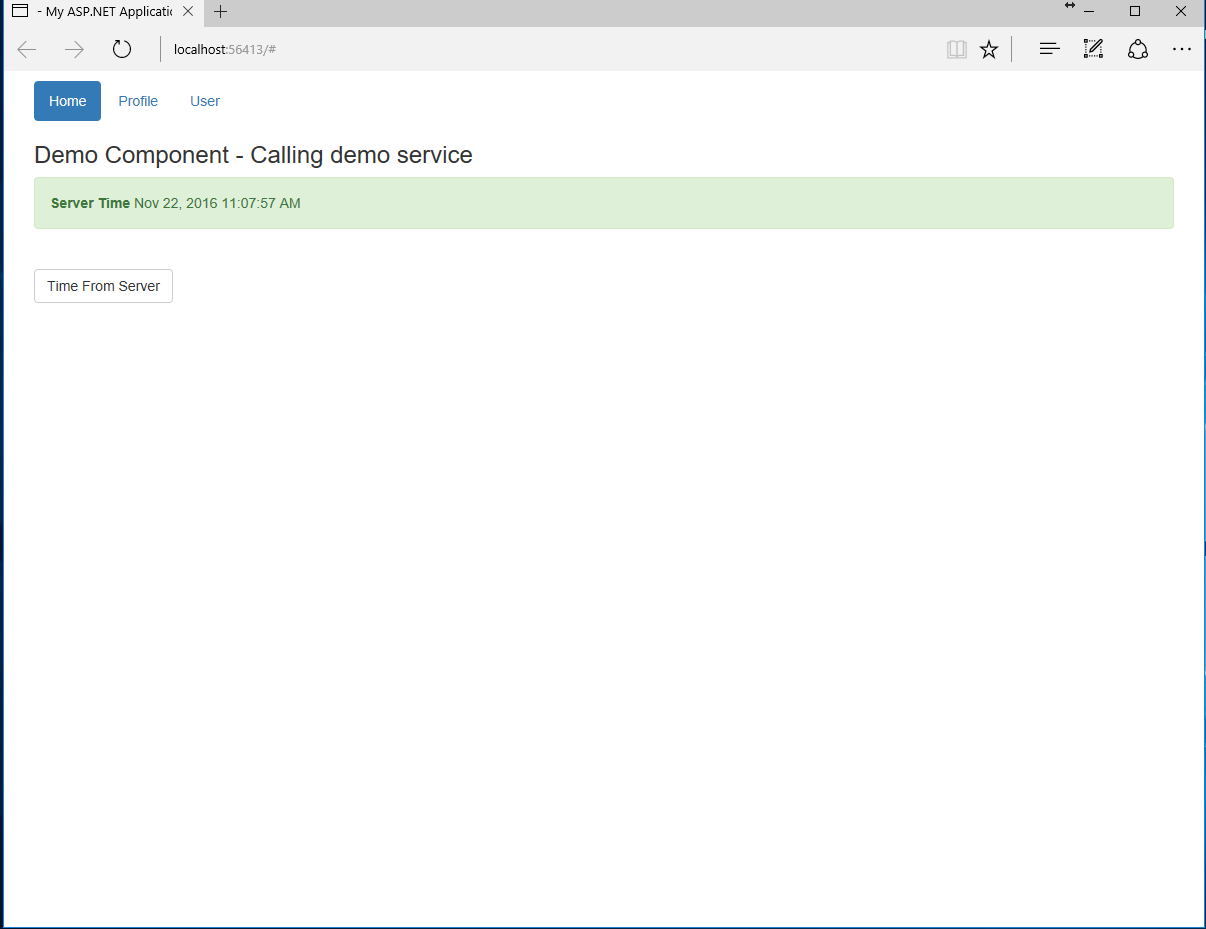 - My ASP.NET Applicatic
localhost:56413/#
Home Profile User
Demo Component - Calling demo service
Server Time Nov 22, 2016 11:07:57 AM
Time From Server